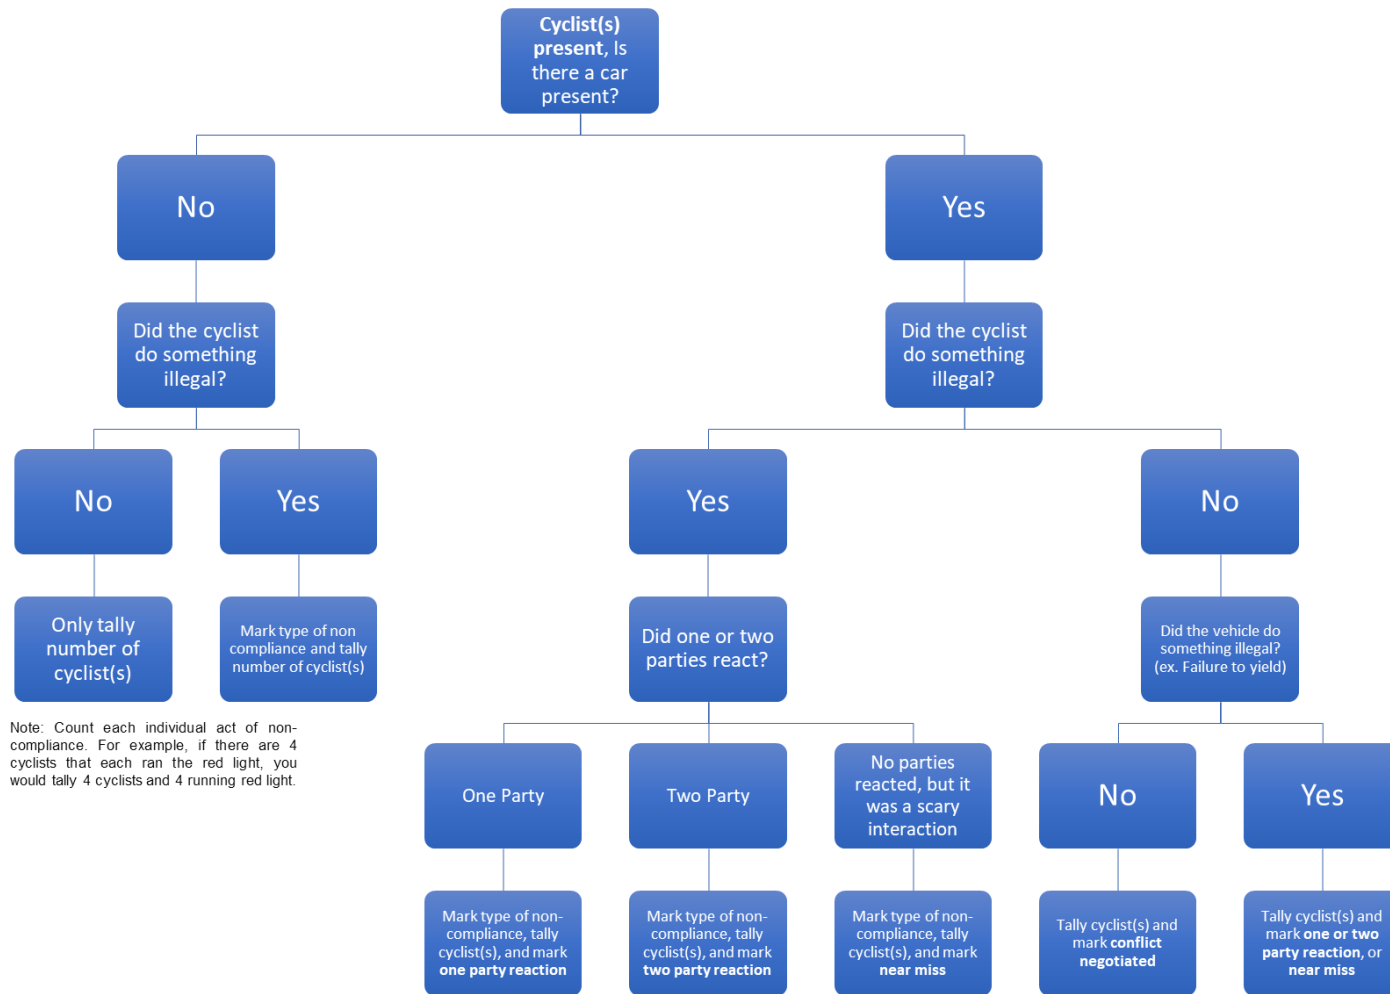 Cyclist(s)
present, Is
there a car
present?
No
Yes
Did the cyclist
do something
illegal?
Did the cyclist
do something
illegal?
No
Yes
Yes
No
Only tally
number of
cyclist(s)
Mark type of non
compliance and tally
number of cyclist(s)
Did one or two
parties react?
Did the vehicle do
something illegal?
(ex. Failure to yield)
Note: Count each individual act of non-
compliance. For example, if there are 4
cyclists that each ran the red light, you
would tally 4 cyclists and 4 running red light.
One Party
Two Party
No parties
reacted, but it
was a scary
interaction
No
Yes
Mark type of non-
compliance, tally
cyclist(s), and mark
one party reaction
Mark type of non-
compliance, tally
cyclist(s), and mark
two party reaction
Mark type of non-
compliance, tally
cyclist(s), and mark
near miss
Tally cyclist(s) and
mark conflict
negotiated
Tally cyclist(s) and
mark one or two
party reaction, or
near miss